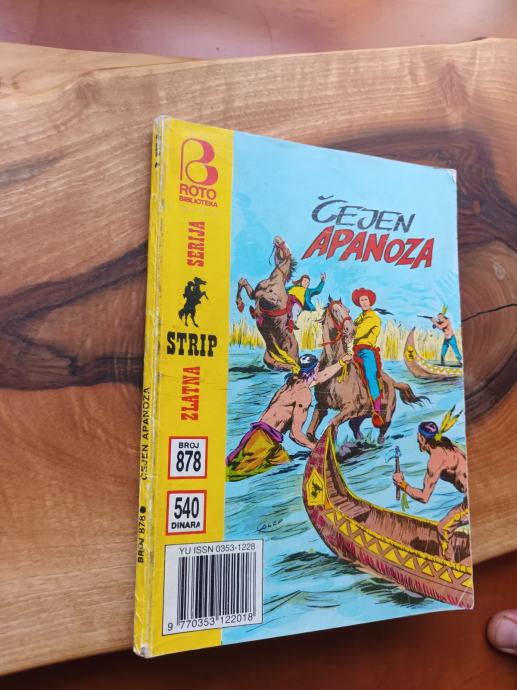 ROTO
BIBLIOTEKA
ZLATNA
STRIP
SERIJA
BROJ
878
540
DINARA
YU ISSN 0353-1228
9 770353 122018
ČEJEN
APANOZA
GALEP
BROJ 878 ● ČEJEN APANOZA